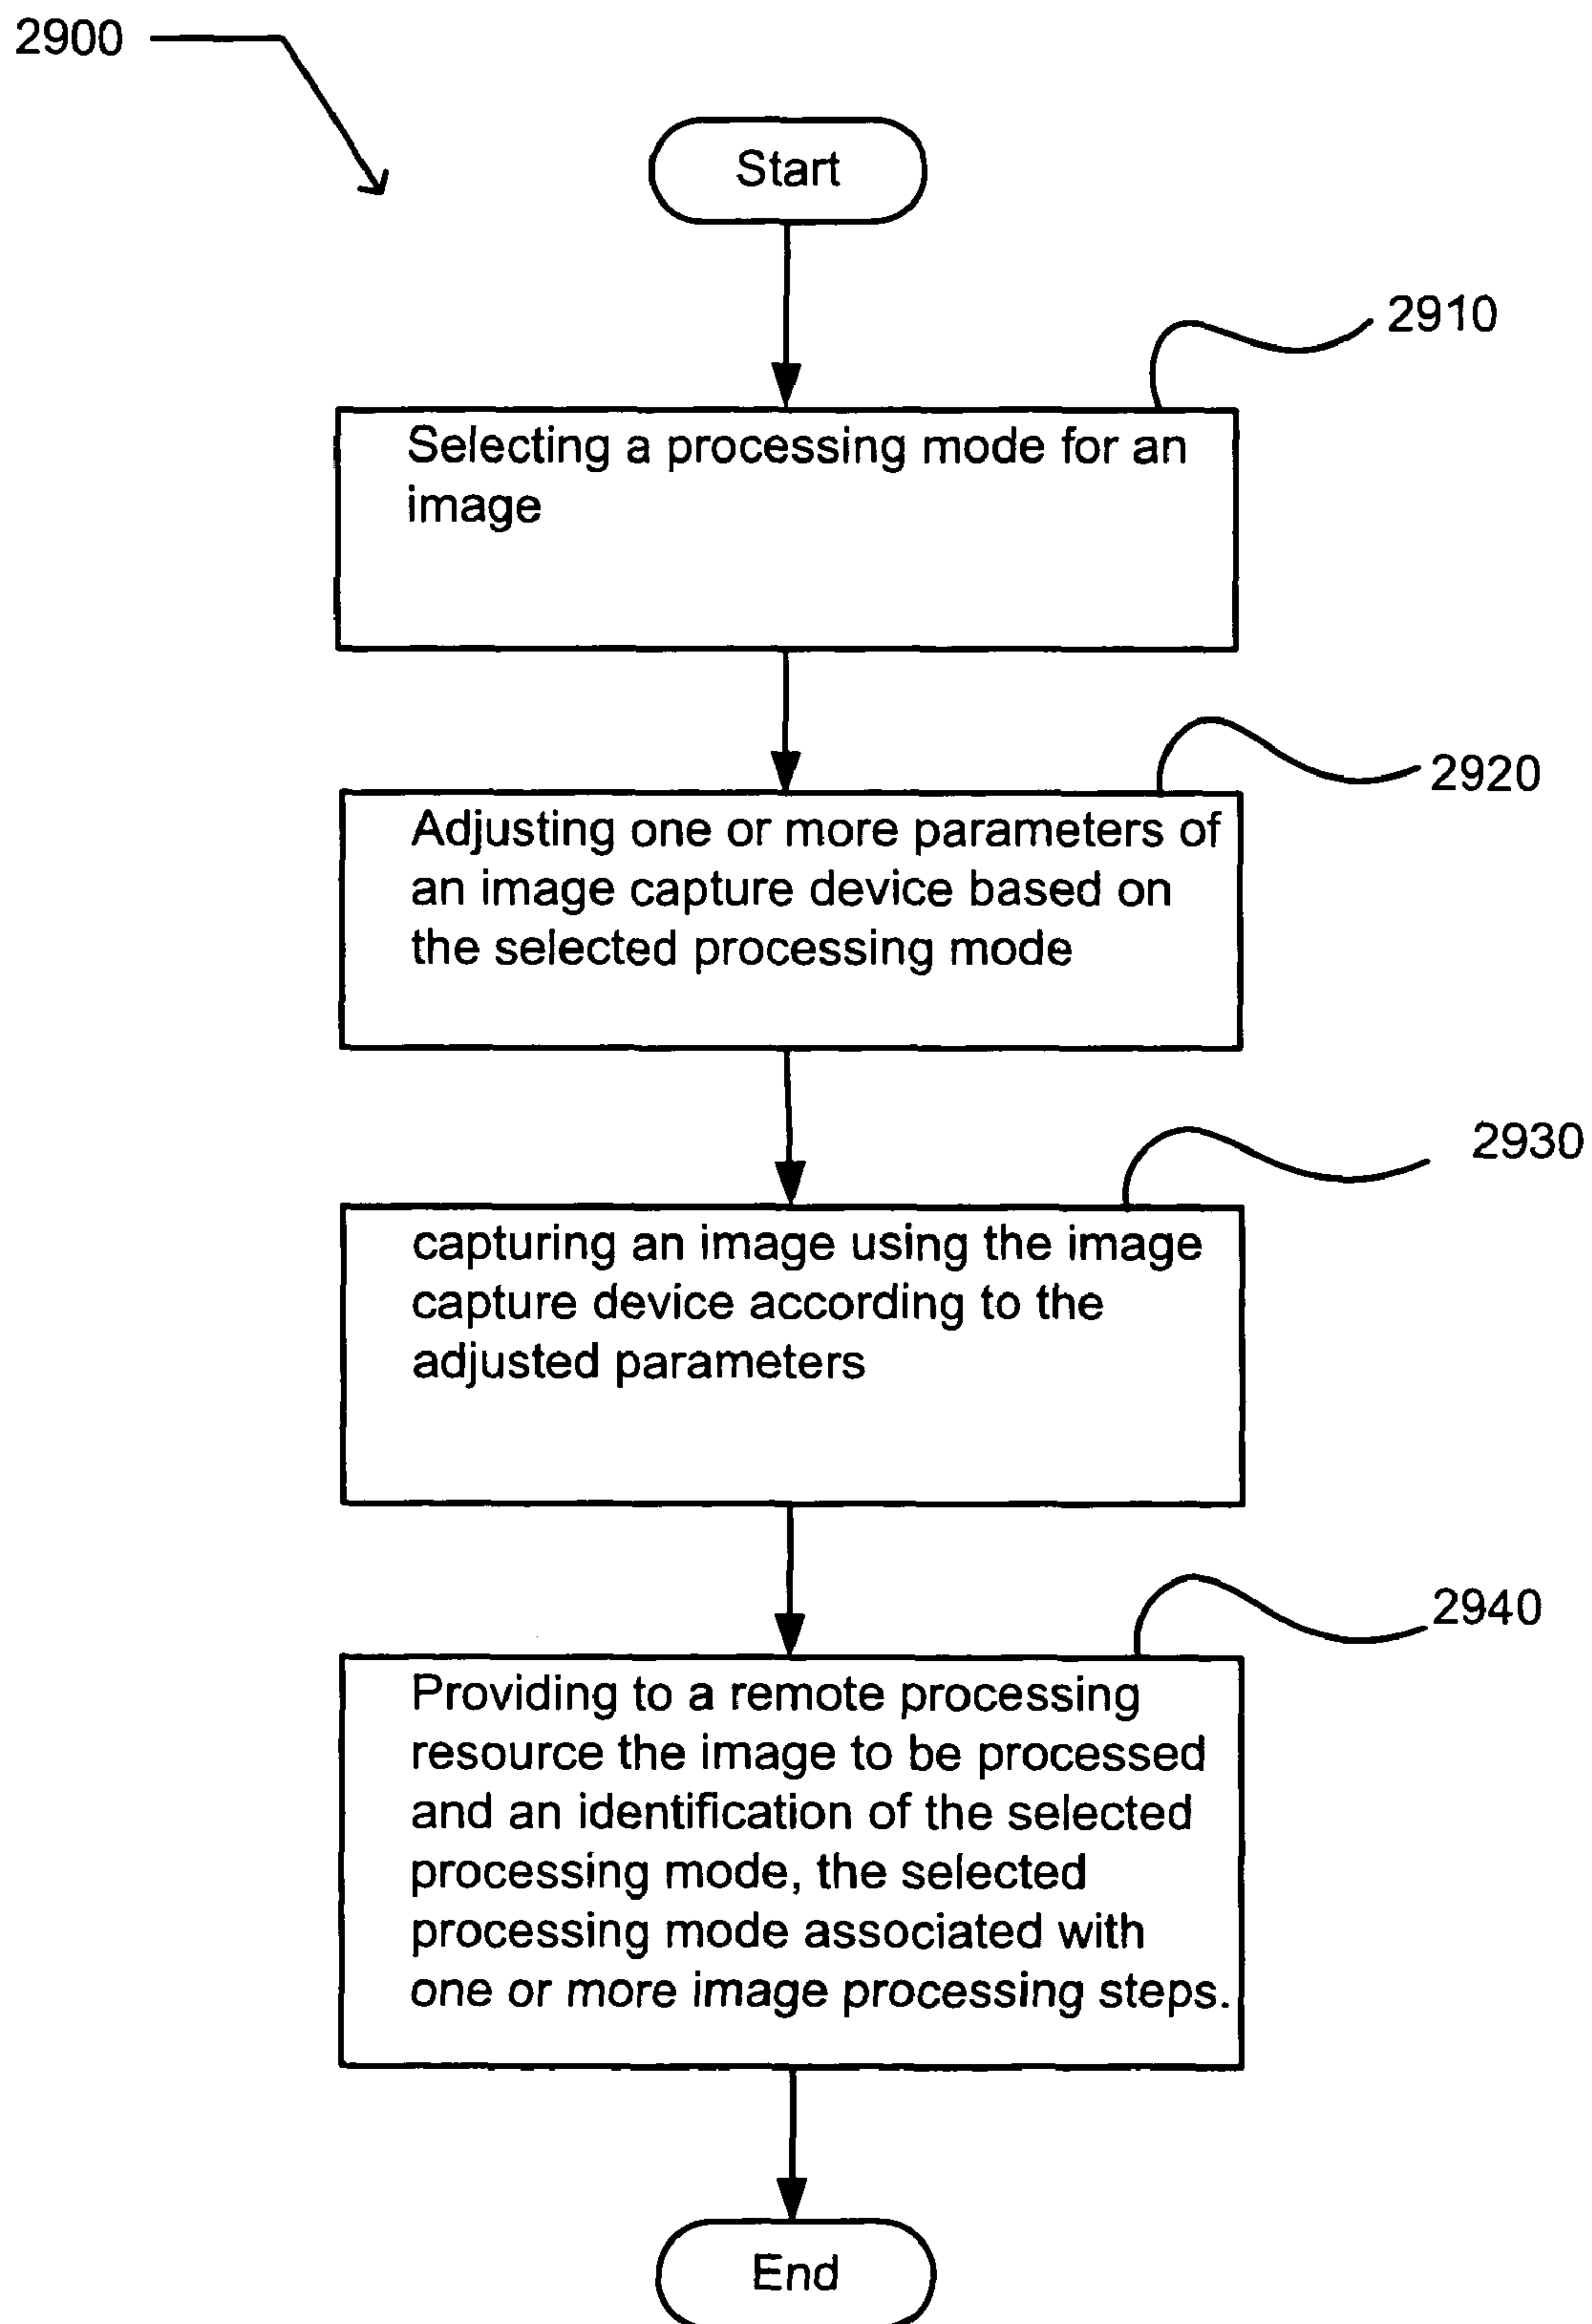 2900
Start
2910
Selecting a processing mode for an
image
2920
Adjusting one or more parameters of
an image capture device based on
the selected processing mode
2930
capturing an image using the image
capture device according to the
adjusted parameters
2940
Providing to a remote processing
resource the image to be processed
and an identification of the selected
processing mode, the selected
processing mode associated with
one or more image processing steps.
End